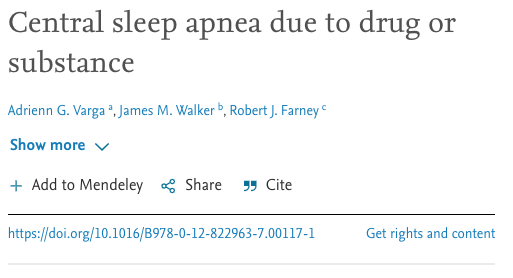 Central sleep apnea due to drug or
substance
Adrienn G. Varga ª, James M. Walker ᵇ, Robert J. Farney ᶜ
Show more
Add to Mendeley Share Cite
https://doi.org/10.1016/B978-0-12-822963-7.00117-1 Get rights and content